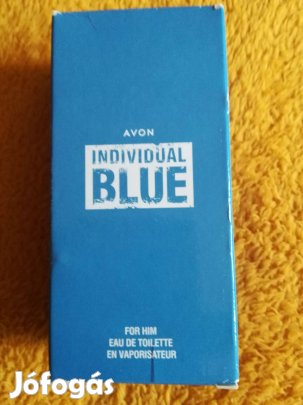 AVON
INDIVIDUAL
BLUE
FOR HIM
EAU DE TOILETTE
EN VAPORISATEUR
Jófogás